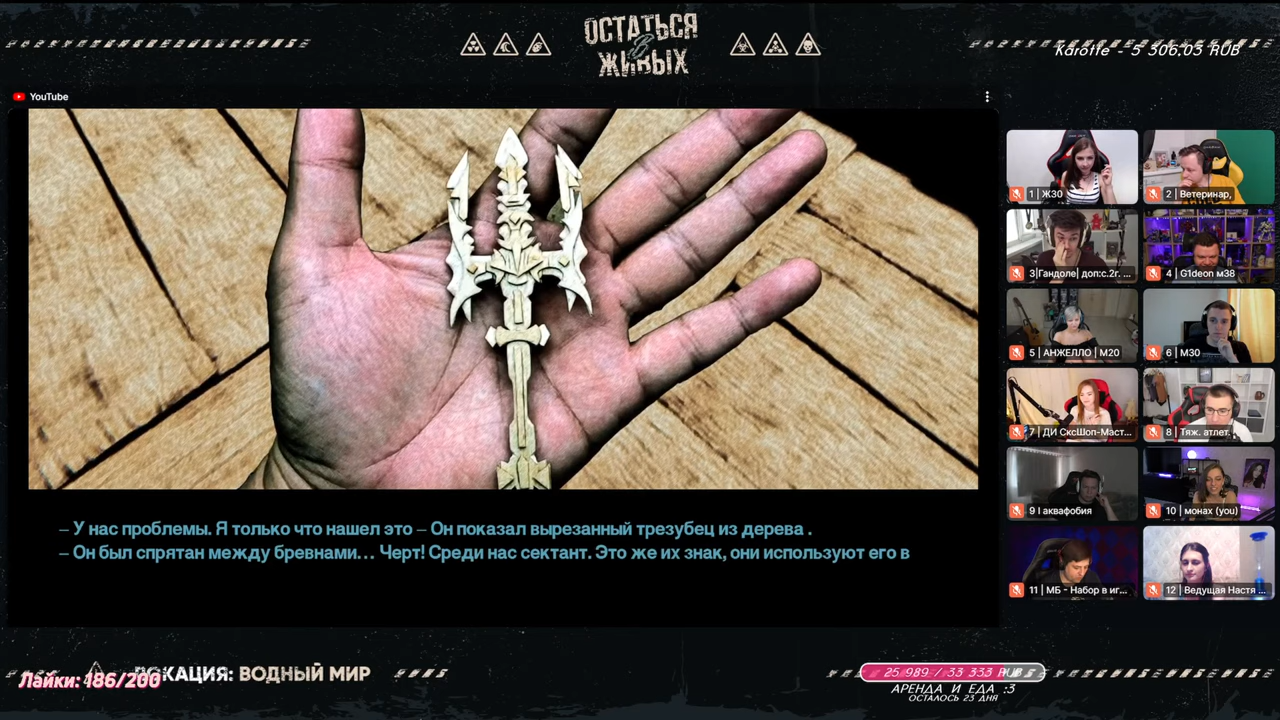 ОСТАТЬСЯ
В
ЖИВЫХ
Karotte - 5 306,03 RUB
YouTube
– У нас проблемы. Я только что нашел это – Он показал вырезанный трезубец из дерева .
– Он был спрятан между бревнами… Черт! Среди нас сектант. Это же их знак, они используют его в
1 | Ж30
2 | Ветеринар,
3|Гандоле| доп:с.2г. ...
4 | G1deon м38
5 | АНЖЕЛЛО | М20
6 | М30
7 | ДИ СксШоп-Маст...
8 | Тяж. атлет.
9 I аквафобия
10 | монах (you)
11 | МБ - Набор в иг...
12 | Ведущая Настя ...
ЛОКАЦИЯ: ВОДНЫЙ МИР
Лайки: 186/200
25 989 / 33 333 RUB
АРЕНДА И ЕДА :3
ОСТАЛОСЬ 23 ДНЯ